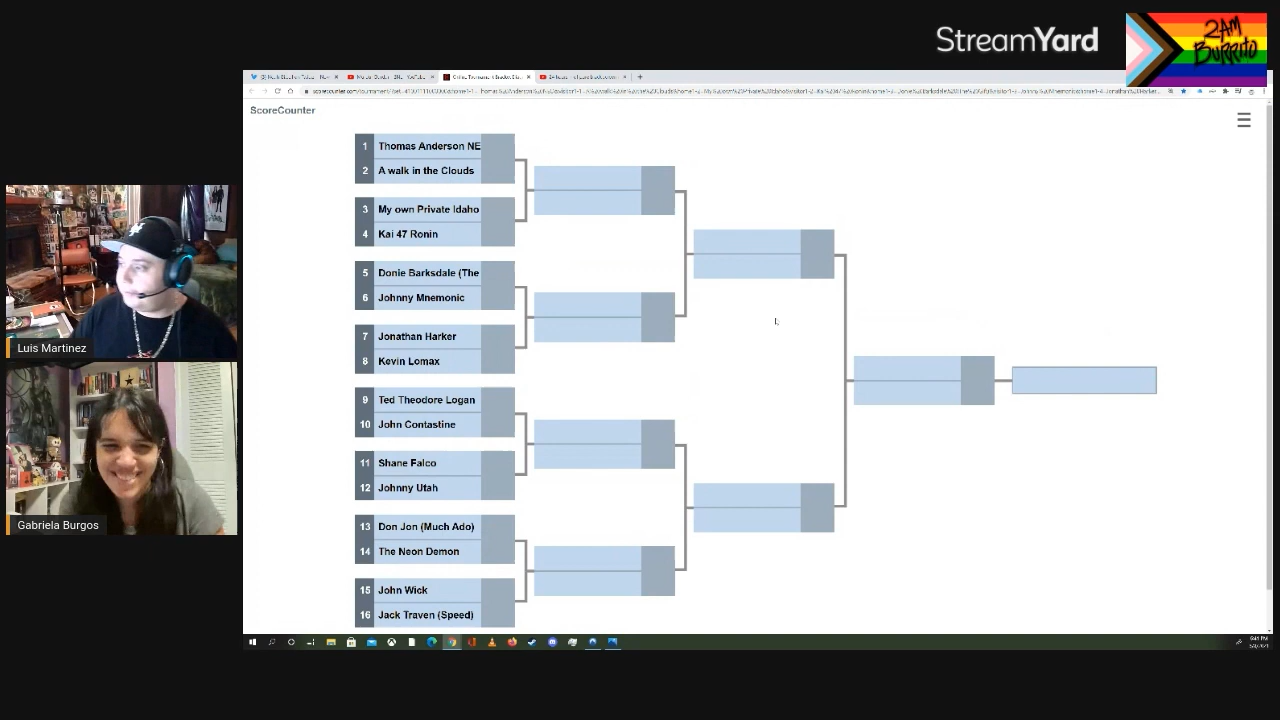 StreamYard
2AM
BURRITO
ScoreCounter
1 Thomas Anderson NE
2 A walk in the Clouds
3 My own Private Idaho
4 Kai 47 Ronin
5 Donie Barksdale (The
6 Johnny Mnemonic
7 Jonathan Harker
8 Kevin Lomax
9 Ted Theodore Logan
10 John Contastine
11 Shane Falco
12 Johnny Utah
13 Don Jon (Much Ado)
14 The Neon Demon
15 John Wick
16 Jack Traven (Speed)
Luis Martinez
Gabriela Burgos